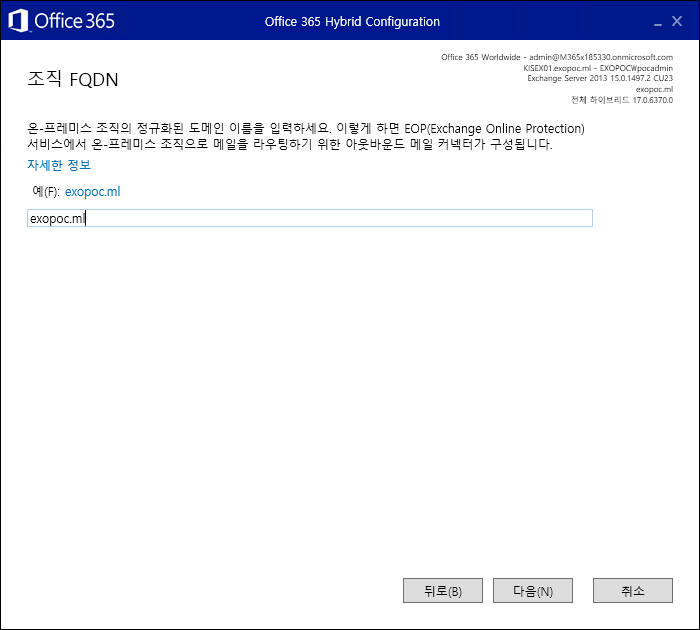 Office 365
Office 365 Hybrid Configuration
Office 365 Worldwide - admin@M365x185330.onmicrosoft.com
KISEX01.exopoc.ml - EXOPOC₩pocadmin
Exchange Server 2013 15.0.1497.2 CU23
exopoc.ml
전체 하이브리드 17.0.6370.0
조직 FQDN
온-프레미스 조직의 정규화된 도메인 이름을 입력하세요. 이렇게 하면 EOP(Exchange Online Protection)
서비스에서 온-프레미스 조직으로 메일을 라우팅하기 위한 아웃바운드 메일 커넥터가 구성됩니다.
자세한 정보
예(F): exopoc.ml
exopoc.ml
뒤로(B) 다음(N) 취소